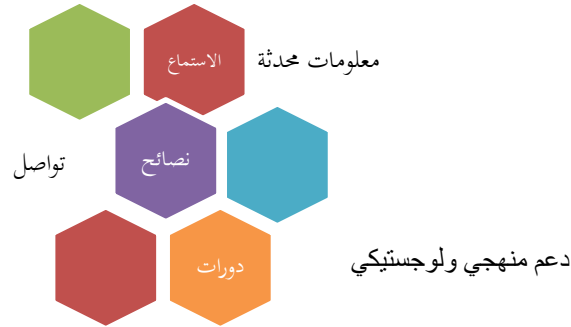 الاستماع
معلومات محدثة
نصائح
تواصل
دورات
دعم منهجي ولوجستيكي